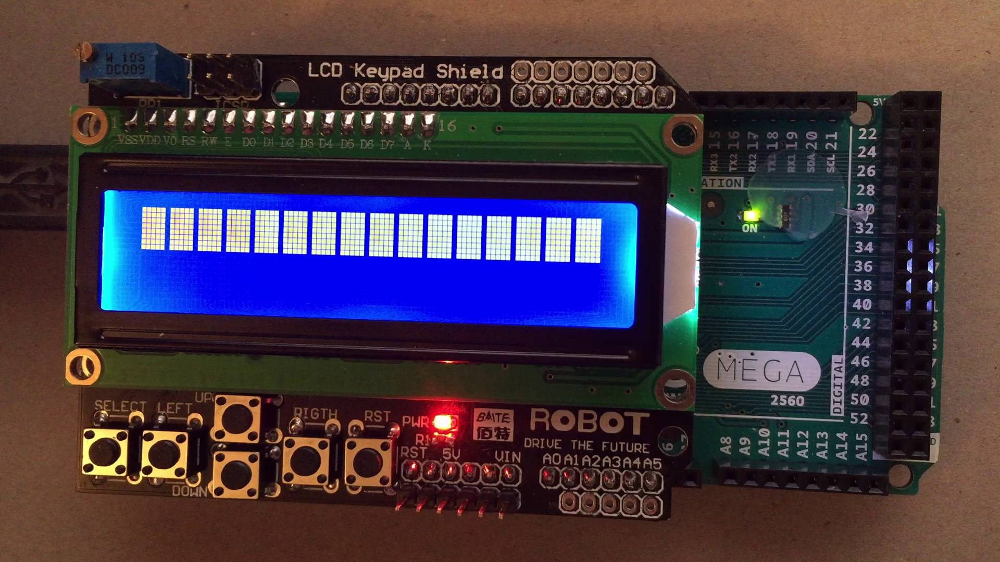 W 103
DC009
LCD Keypad Shield
ICSP
1
16
VSS VDD VO RS RW E D0 D1 D2 D3 D4 D5 D6 D7 A K
5V
RX3 15
TX2 16
RX2 17
TX1 18
RX1 19
SDA 20
SCL 21
22
24
26
28
30
32
34
36
38
40
42
44
46
48
50
52
ATION
ON
MEGA
2560
DIGITAL
A8
A9
A10
A11
A12
A13
A14
A15
SELECT
LEFT
UP
DOWN
RIGTH
RST
PWR
R1
BAITE
佰特
ROBOT
DRIVE THE FUTURE
RST 5V VIN
A0 A1 A2 A3 A4 A5